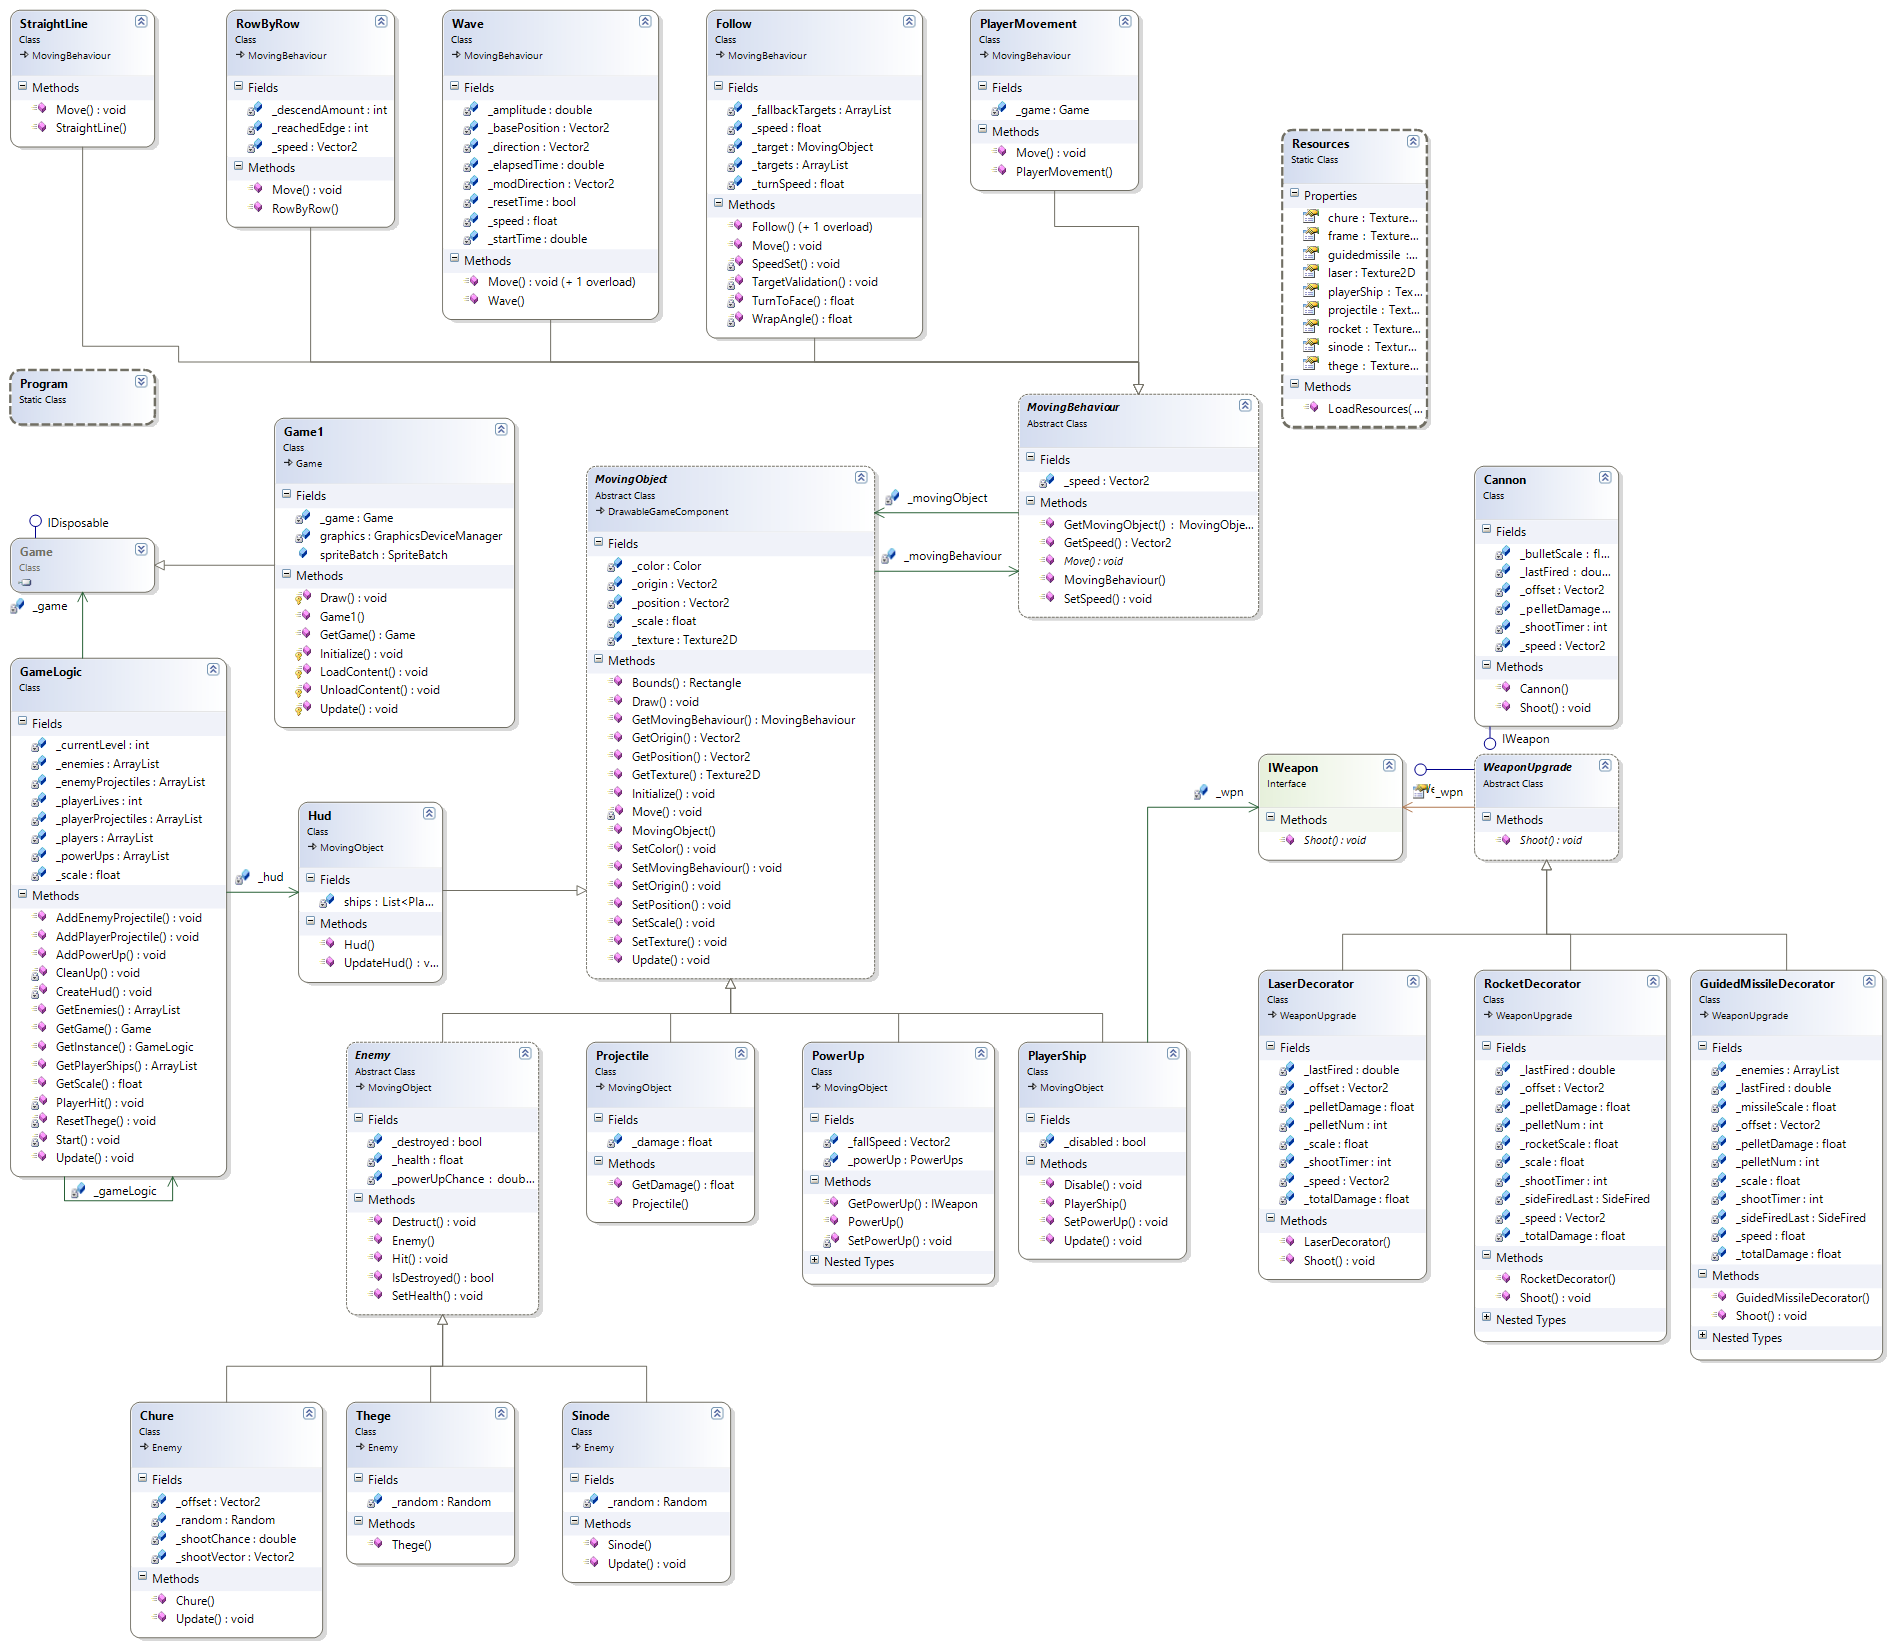 StraightLine
Class
MovingBehaviour
Methods
Move() : void
StraightLine()
RowByRow
Class
MovingBehaviour
Fields
_descendAmount : int
_reachedEdge : int
_speed : Vector2
Methods
Move() : void
RowByRow()
Wave
Class
MovingBehaviour
Fields
_amplitude : double
_basePosition : Vector2
_direction : Vector2
_elapsedTime : double
_modDirection : Vector2
_resetTime : bool
_speed : float
_startTime : double
Methods
Move() : void (+ 1 overload)
Wave()
Follow
Class
MovingBehaviour
Fields
_fallbackTargets : ArrayList
_speed : float
_target : MovingObject
_targets : ArrayList
_turnSpeed : float
Methods
Follow() (+ 1 overload)
Move() : void
SpeedSet() : void
TargetValidation() : void
TurnToFace() : float
WrapAngle() : float
PlayerMovement
Class
MovingBehaviour
Fields
_game : Game
Methods
Move() : void
PlayerMovement()
Resources
Static Class
Properties
chure : Texture...
frame : Texture...
guidedmissile :...
laser : Texture2D
playerShip : Tex...
projectile : Text...
rocket : Texture...
sinode : Textur...
thege : Texture...
Methods
LoadResources( ...
Program
Static Class
Game1
Class
Game
Fields
_game : Game
graphics : GraphicsDeviceManager
spriteBatch : SpriteBatch
Methods
Draw() : void
Game1()
GetGame() : Game
Initialize() : void
LoadContent() : void
UnloadContent() : void
Update() : void
IDisposable
Game
Class
_game
MovingBehaviour
Abstract Class
Fields
_speed : Vector2
Methods
GetMovingObject() : MovingObje...
GetSpeed() : Vector2
Move() : void
MovingBehaviour()
SetSpeed() : void
_movingObject
_movingBehaviour
MovingObject
Abstract Class
DrawableGameComponent
Fields
_color : Color
_origin : Vector2
_position : Vector2
_scale : float
_texture : Texture2D
Methods
Bounds() : Rectangle
Draw() : void
GetMovingBehaviour() : MovingBehaviour
GetOrigin() : Vector2
GetPosition() : Vector2
GetTexture() : Texture2D
Initialize() : void
Move() : void
MovingObject()
SetColor() : void
SetMovingBehaviour() : void
SetOrigin() : void
SetPosition() : void
SetScale() : void
SetTexture() : void
Update() : void
Cannon
Class
Fields
_bulletScale : fl...
_lastFired : dou...
_offset : Vector2
_pelletDamage ...
_shootTimer : int
_speed : Vector2
Methods
Cannon()
Shoot() : void
IWeapon
GameLogic
Class
Fields
_currentLevel : int
_enemies : ArrayList
_enemyProjectiles : ArrayList
_playerLives : int
_playerProjectiles : ArrayList
_players : ArrayList
_powerUps : ArrayList
_scale : float
Methods
AddEnemyProjectile() : void
AddPlayerProjectile() : void
AddPowerUp() : void
CleanUp() : void
CreateHud() : void
GetEnemies() : ArrayList
GetGame() : Game
GetInstance() : GameLogic
GetPlayerShips() : ArrayList
GetScale() : float
PlayerHit() : void
ResetThege() : void
Start() : void
Update() : void
_gameLogic
_hud
Hud
Class
MovingObject
Fields
ships : List<Pla...
Methods
Hud()
UpdateHud() : v...
_wpn
IWeapon
Interface
Methods
Shoot() : void
_wpn
WeaponUpgrade
Abstract Class
Methods
Shoot() : void
LaserDecorator
Class
WeaponUpgrade
Fields
_lastFired : double
_offset : Vector2
_pelletDamage : float
_pelletNum : int
_scale : float
_shootTimer : int
_speed : Vector2
_totalDamage : float
Methods
LaserDecorator()
Shoot() : void
RocketDecorator
Class
WeaponUpgrade
Fields
_lastFired : double
_offset : Vector2
_pelletDamage : float
_pelletNum : int
_rocketScale : float
_scale : float
_shootTimer : int
_sideFiredLast : SideFired
_speed : Vector2
_totalDamage : float
Methods
RocketDecorator()
Shoot() : void
Nested Types
GuidedMissileDecorator
Class
WeaponUpgrade
Fields
_enemies : ArrayList
_lastFired : double
_missileScale : float
_offset : Vector2
_pelletDamage : float
_pelletNum : int
_scale : float
_shootTimer : int
_sideFiredLast : SideFired
_speed : float
_totalDamage : float
Methods
GuidedMissileDecorator()
Shoot() : void
Nested Types
Enemy
Abstract Class
MovingObject
Fields
_destroyed : bool
_health : float
_powerUpChance : doub...
Methods
Destruct() : void
Enemy()
Hit() : void
IsDestroyed() : bool
SetHealth() : void
Projectile
Class
MovingObject
Fields
_damage : float
Methods
GetDamage() : float
Projectile()
PowerUp
Class
MovingObject
Fields
_fallSpeed : Vector2
_powerUp : PowerUps
Methods
GetPowerUp() : IWeapon
PowerUp()
SetPowerUp() : void
Nested Types
PlayerShip
Class
MovingObject
Fields
_disabled : bool
Methods
Disable() : void
PlayerShip()
SetPowerUp() : void
Update() : void
Chure
Class
Enemy
Fields
_offset : Vector2
_random : Random
_shootChance : double
_shootVector : Vector2
Methods
Chure()
Update() : void
Thege
Class
Enemy
Fields
_random : Random
Methods
Thege()
Sinode
Class
Enemy
Fields
_random : Random
Methods
Sinode()
Update() : void